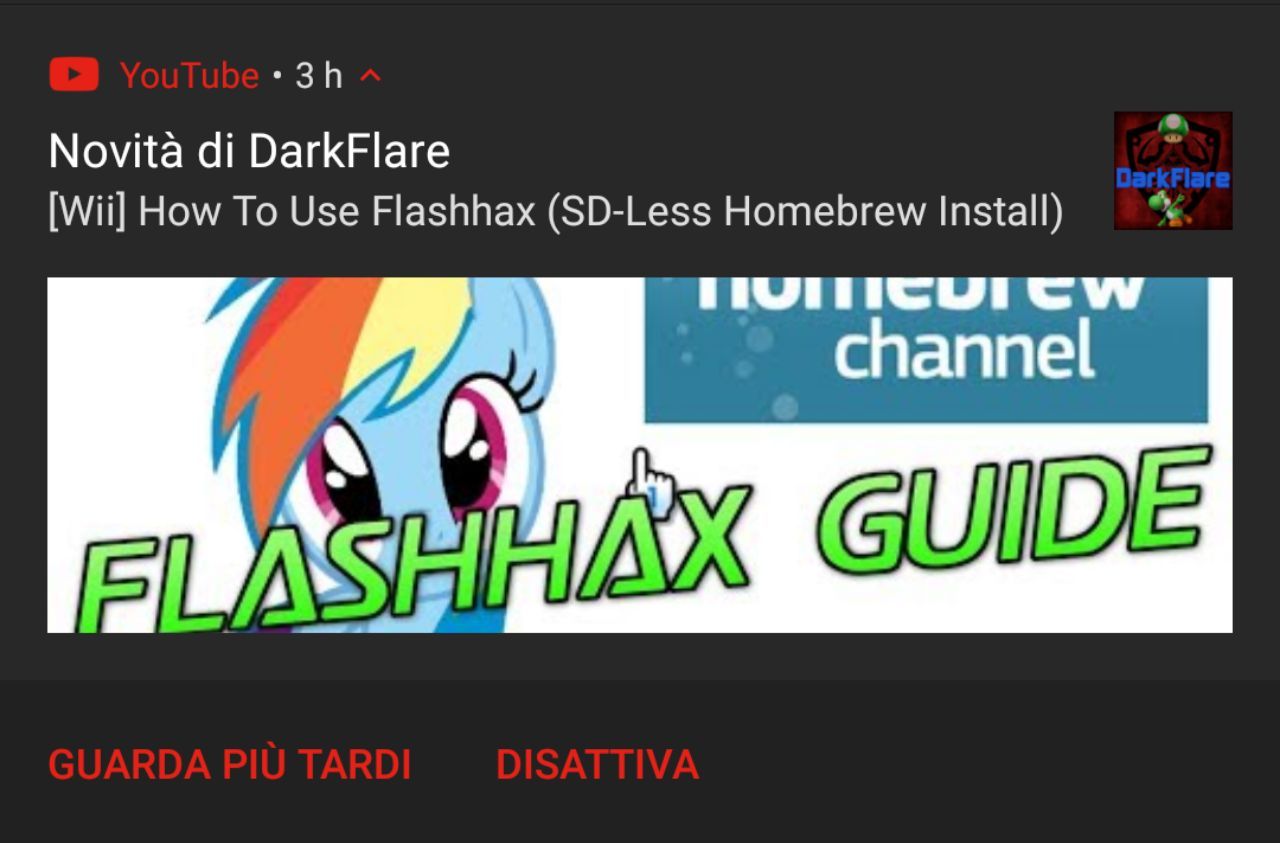 YouTube • 3 h
Novità di DarkFlare
[Wii] How To Use Flashhax (SD-Less Homebrew Install)
DarkFlare
homebrew
channel
FLASHHAX GUIDE
GUARDA PIÙ TARDI DISATTIVA